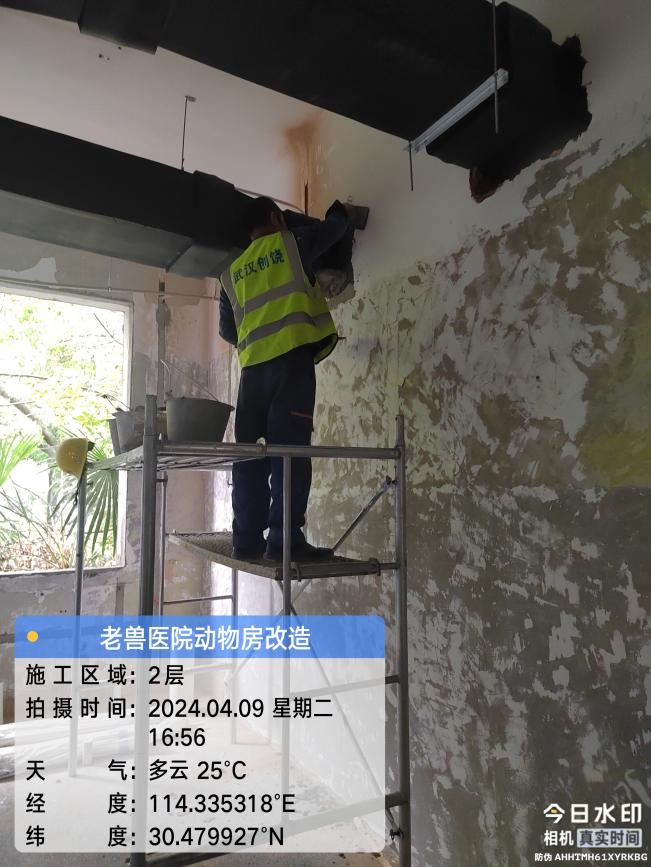 武汉创饶
老兽医院动物房改造
施工区域：2层
拍摄时间：2024.04.09 星期二
16:56
天气：多云 25℃
经度：114.335318°E
纬度：30.479927°N
今日水印
相机 真实时间
防伪 AHHTMH61XYRKBG